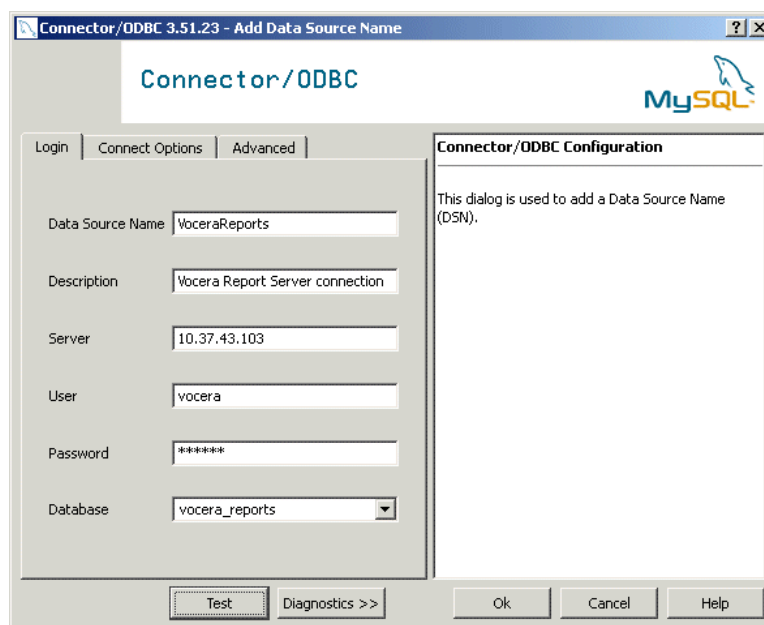 Connector/ODBC 3.51.23 - Add Data Source Name
Connector/ODBC
MySQL
Login Connect Options Advanced
Data Source Name VoceraReports
Description Vocera Report Server connection
Server 10.37.43.103
User vocera
Password ******
Database vocera_reports
Connector/ODBC Configuration
This dialog is used to add a Data Source Name
(DSN).
Test Diagnostics >> Ok Cancel Help